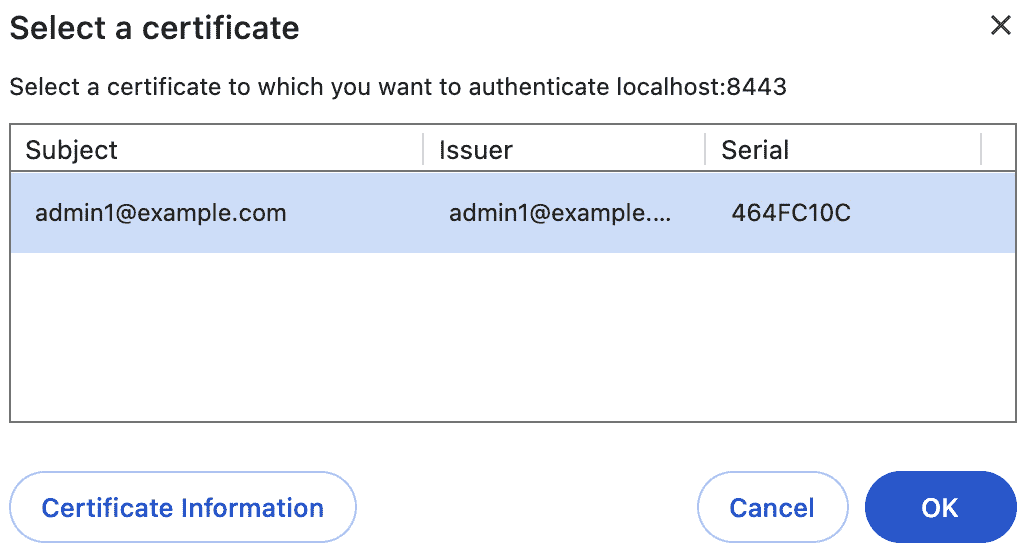 Select a certificate
Select a certificate to which you want to authenticate localhost:8443
Subject Issuer Serial
admin1@example.com admin1@example.... 464FC10C
Certificate Information Cancel OK